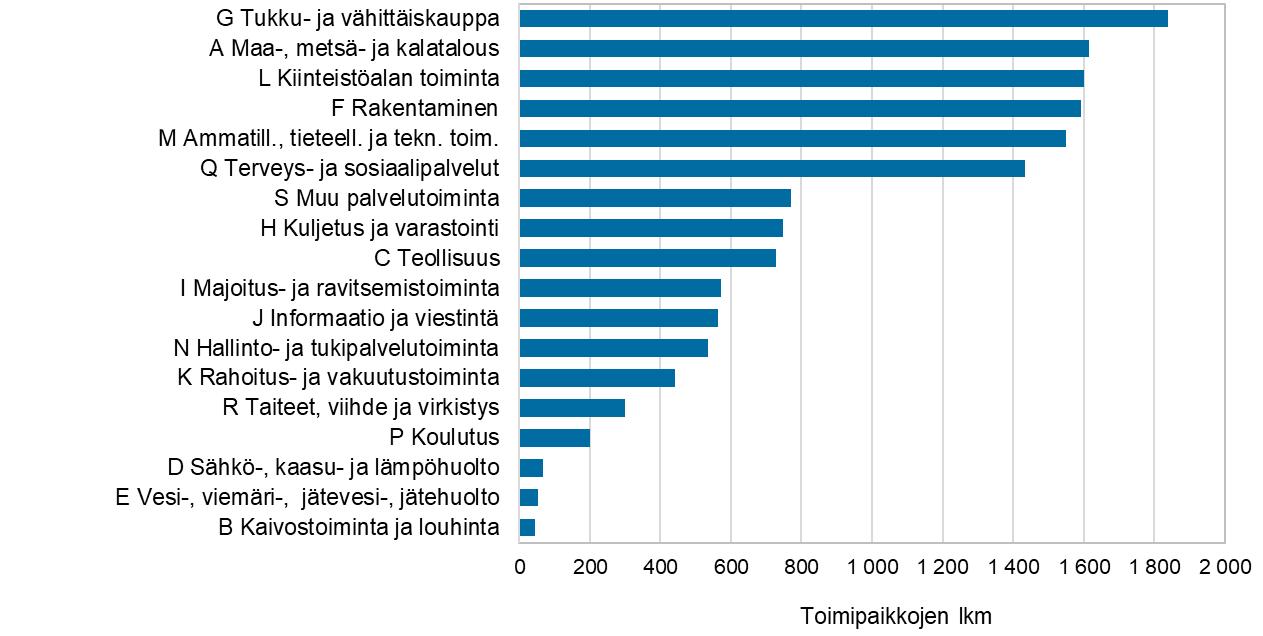 G Tukku- ja vähittäiskauppa
A Maa-, metsä- ja kalatalous
L Kiinteistöalan toiminta
F Rakentaminen
M Ammatill., tieteell. ja tekn. toim.
Q Terveys- ja sosiaalipalvelut
S Muu palvelutoiminta
H Kuljetus ja varastointi
C Teollisuus
I Majoitus- ja ravitsemistoiminta
J Informaatio ja viestintä
N Hallinto- ja tukipalvelutoiminta
K Rahoitus- ja vakuutustoiminta
R Taiteet, viihde ja virkistys
P Koulutus
D Sähkö-, kaasu- ja lämpöhuolto
E Vesi-, viemäri-, jätevesi-, jätehuolto
B Kaivostoiminta ja louhinta
0 200 400 600 800 1 000 1 200 1 400 1 600 1 800 2 000
Toimipaikkojen lkm